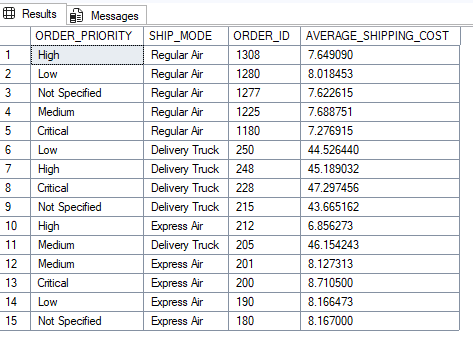 Results Messages
ORDER_PRIORITY SHIP_MODE ORDER_ID AVERAGE_SHIPPING_COST
1 High Regular Air 1308 7.649090
2 Low Regular Air 1280 8.018453
3 Not Specified Regular Air 1277 7.622615
4 Medium Regular Air 1225 7.688751
5 Critical Regular Air 1180 7.276915
6 Low Delivery Truck 250 44.526440
7 High Delivery Truck 248 45.189032
8 Critical Delivery Truck 228 47.297456
9 Not Specified Delivery Truck 215 43.665162
10 High Express Air 212 6.856273
11 Medium Delivery Truck 205 46.154243
12 Medium Express Air 201 8.127313
13 Critical Express Air 200 8.710500
14 Low Express Air 190 8.166473
15 Not Specified Express Air 180 8.167000